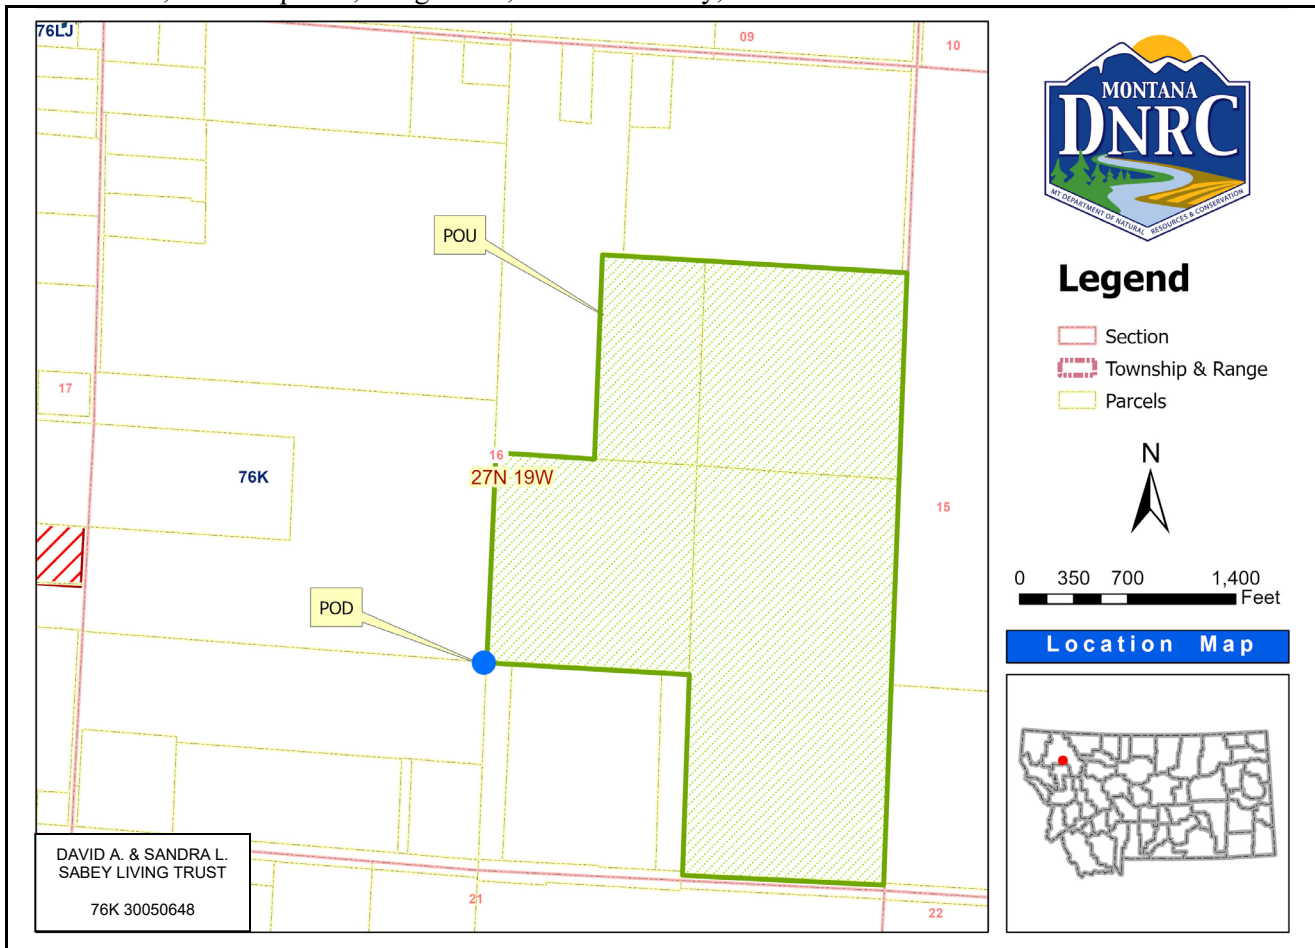 76LJ
09
10
POU
17
16
27N 19W
76K
15
POD
21
22
DAVID A. & SANDRA L.
SABEY LIVING TRUST
76K 30050648
MONTANA
DNRC
MT DEPARTMENT OF NATURAL RESOURCES & CONSERVATION
Legend
Section
Township & Range
Parcels
N
0 350 700 1,400
Feet
Location Map